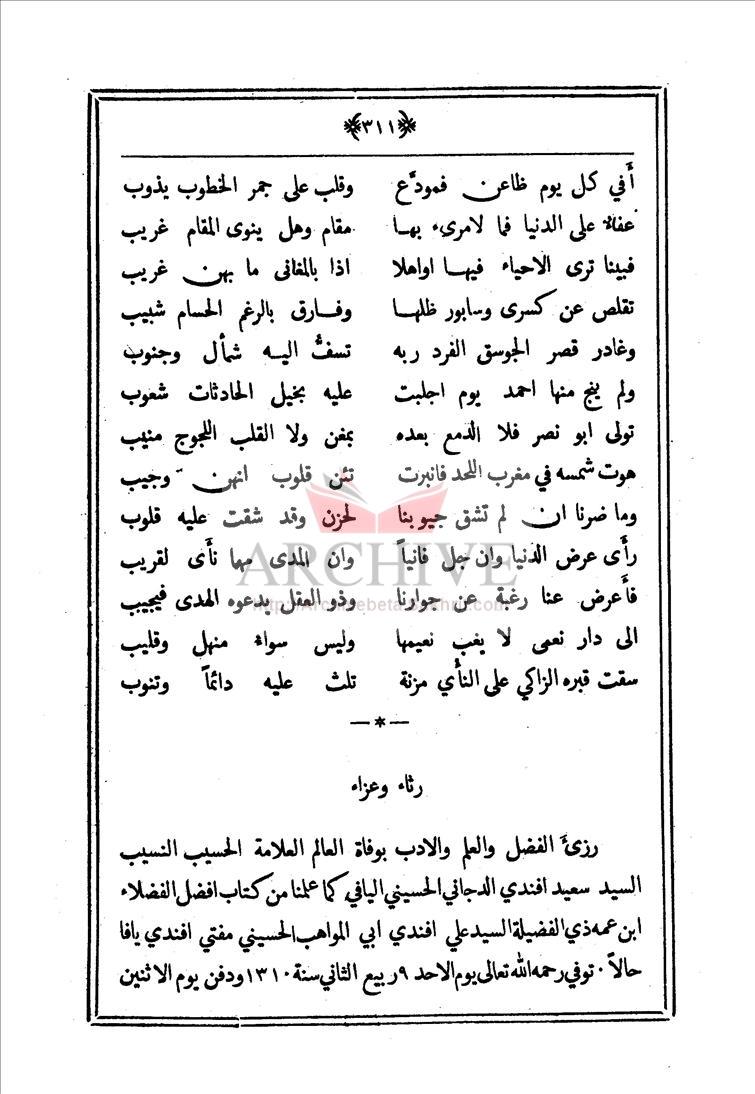 ﴿٣١١﴾
أَفي كل يوم ظاعن فمودَّع وقلب على جمر الخطوب يذوب
عفاء على الدنيا فما لامرىء بها مقام وهل ينوى المقام غريب
فبينا ترى الاحياء فيها اواهلا اذا بالمغانى ما بهن غريب
تقلص عن كسرى وسابور ظلها وفارق بالرغم الحسام شبيب
وغادر قصر الجوسق الفرد ربه تسفُّ اليه شمأل وجنوب
ولم ينج منها احمد يوم اجلبت عليه بخيل الحادثات شعوب
تولى ابو نصر فلا الدمع بعده بمغن ولا القلب اللجوج منيب
هوت شمسه في مغرب اللحد فانبرت تئن قلوب انهن وجيب
وما ضرنا ان لم تشق جيوبنا لحزن وقد شقت عليه قلوب
رأى عرض الدنيا وان جل فانياً وان المدى مهما نأى لقريب
فأعرض عنا رغبة عن جوارنا وذو العقل يدعوه الهدى فيجيب
الى دار نعمى لا يغب نعيمها وليس سواء منهل وقليب
سقت قبره الزاكي على النأي مزنة تلث عليه دائماً وتنوب
— * —
رثاء وعزاء
رزئَ الفضل والعلم والادب بوفاة العالم العلامة الحسيب النسيب
السيد سعيد افندي الدجاني الحسيني اليافي كما علمنا من كتاب افضل الفضلاء
ابن عمه ذي الفضيلة السيد علي افندي ابي المواهب الحسيني مفتي افندي يافا
حالاً ٠ توفي رحمه الله تعالى يوم الاحد ٩ ربيع الثاني سنة ١٣١٠ ودفن يوم الاثنين
ARCHIVE